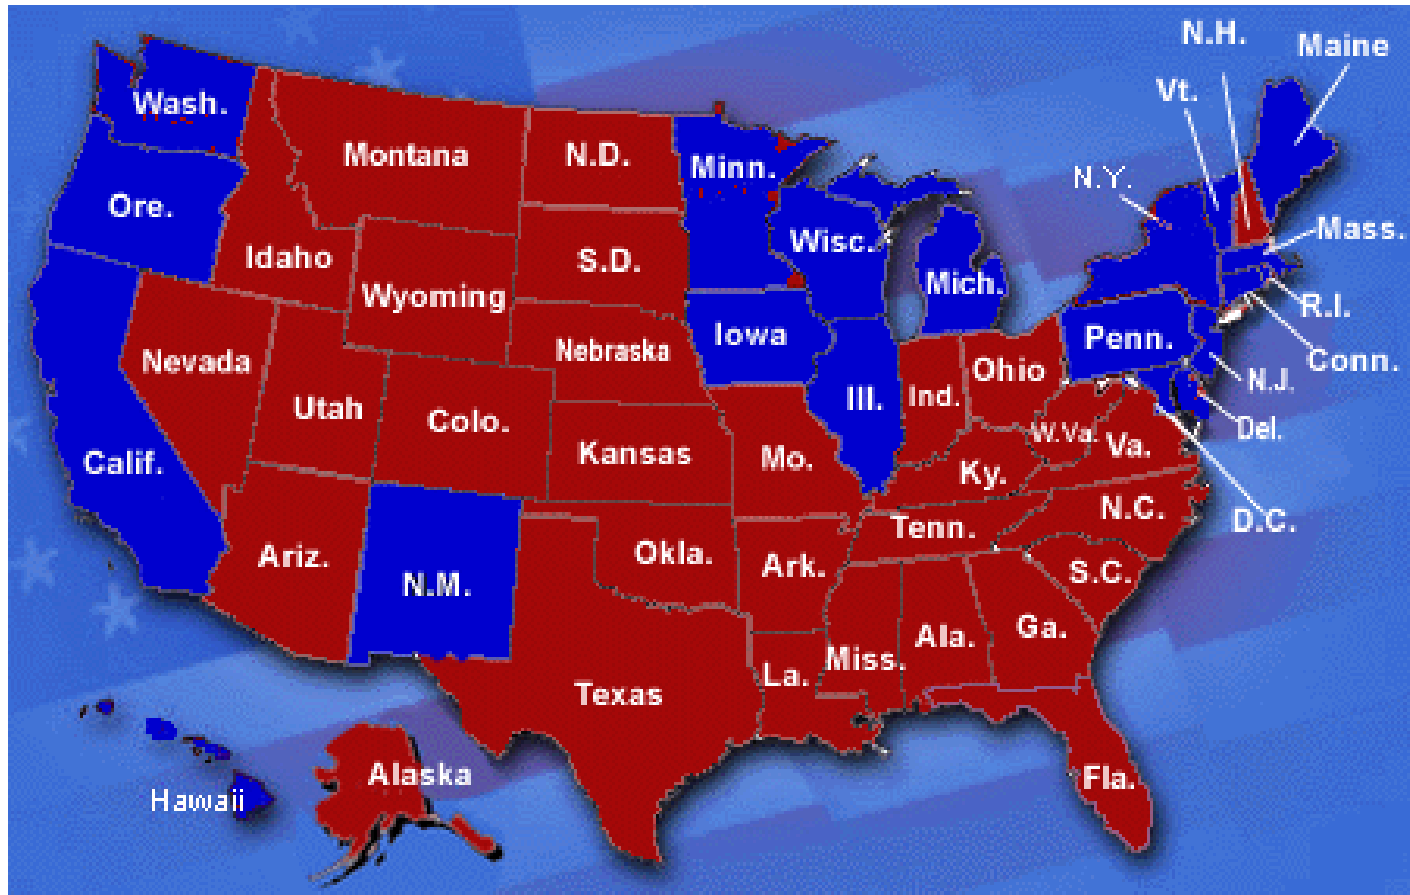 N.H.
Maine
Vt.
Wash.
Montana
N.D.
Minn.
N.Y.
Ore.
Mass.
Wisc.
Idaho
S.D.
Mich.
Wyoming
R.I.
Iowa
Penn.
Nevada
Nebraska
Conn.
Ohio
N.J.
Utah
Colo.
Ill.
Ind.
Del.
W.Va.
Va.
Calif.
Kansas
Mo.
Ky.
N.C.
D.C.
Tenn.
Ariz.
Okla.
Ark.
S.C.
N.M.
Ga.
Ala.
Miss.
La.
Texas
Alaska
Fla.
Hawaii